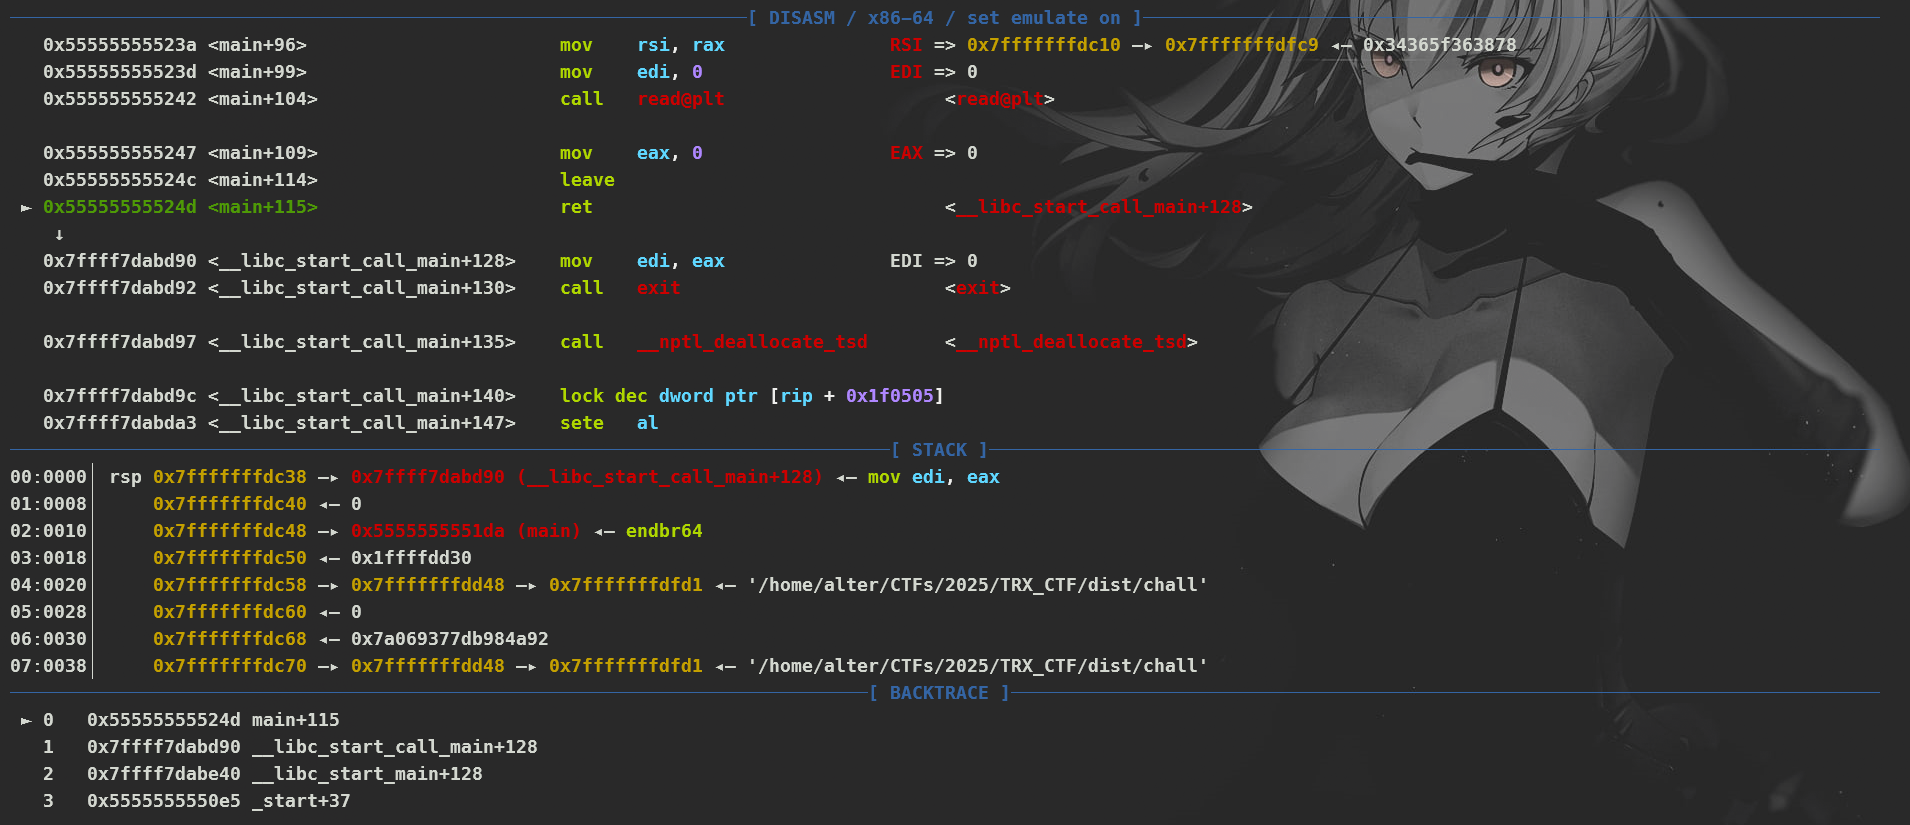 [ DISASM / x86-64 / set emulate on ]
0x55555555523a <main+96> mov rsi, rax RSI => 0x7fffffffdc10 —▸ 0x7fffffffdfc9 ◂— 0x34365f363878
0x55555555523d <main+99> mov edi, 0 EDI => 0
0x555555555242 <main+104> call read@plt <read@plt>
0x555555555247 <main+109> mov eax, 0 EAX => 0
0x55555555524c <main+114> leave
► 0x55555555524d <main+115> ret <__libc_start_call_main+128>
↓
0x7ffff7dabd90 <__libc_start_call_main+128> mov edi, eax EDI => 0
0x7ffff7dabd92 <__libc_start_call_main+130> call exit <exit>
0x7ffff7dabd97 <__libc_start_call_main+135> call __nptl_deallocate_tsd <__nptl_deallocate_tsd>
0x7ffff7dabd9c <__libc_start_call_main+140> lock dec dword ptr [rip + 0x1f0505]
0x7ffff7dabda3 <__libc_start_call_main+147> sete al
[ STACK ]
00:0000│ rsp 0x7fffffffdc38 —▸ 0x7ffff7dabd90 (__libc_start_call_main+128) ◂— mov edi, eax
01:0008│ 0x7fffffffdc40 ◂— 0
02:0010│ 0x7fffffffdc48 —▸ 0x5555555551da (main) ◂— endbr64
03:0018│ 0x7fffffffdc50 ◂— 0x1ffffdd30
04:0020│ 0x7fffffffdc58 —▸ 0x7fffffffdd48 —▸ 0x7fffffffdfd1 ◂— '/home/alter/CTFs/2025/TRX_CTF/dist/chall'
05:0028│ 0x7fffffffdc60 ◂— 0
06:0030│ 0x7fffffffdc68 ◂— 0x7a069377db984a92
07:0038│ 0x7fffffffdc70 —▸ 0x7fffffffdd48 —▸ 0x7fffffffdfd1 ◂— '/home/alter/CTFs/2025/TRX_CTF/dist/chall'
[ BACKTRACE ]
► 0 0x55555555524d main+115
1 0x7ffff7dabd90 __libc_start_call_main+128
2 0x7ffff7dabe40 __libc_start_main+128
3 0x5555555550e5 _start+37